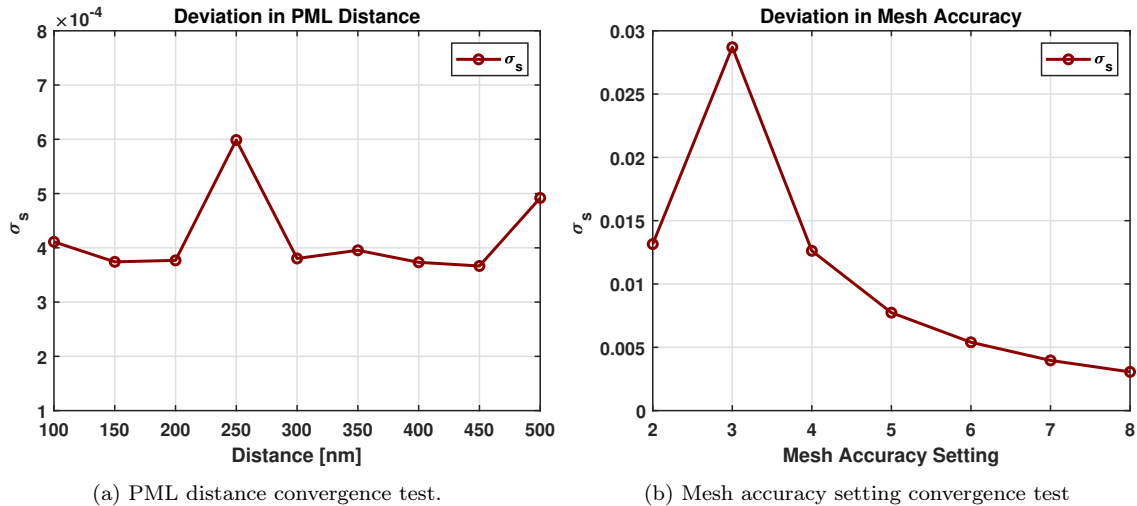 Deviation in PML Distance
×10⁻⁴
8
7
6
5
4
3
2
1
σₛ
σₛ
100 150 200 250 300 350 400 450 500
Distance [nm]
(a) PML distance convergence test.
Deviation in Mesh Accuracy
0.03
0.025
0.02
0.015
0.01
0.005
0
σₛ
σₛ
2 3 4 5 6 7 8
Mesh Accuracy Setting
(b) Mesh accuracy setting convergence test